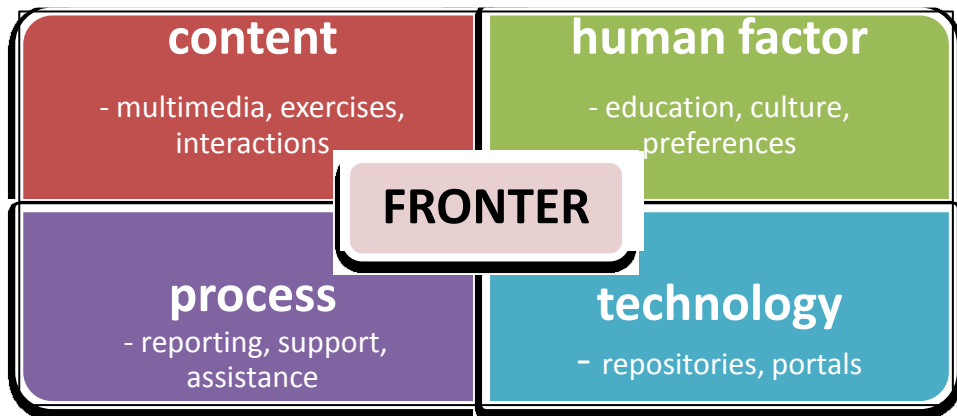 content
- multimedia, exercises,
interactions
human factor
- education, culture,
preferences
FRONTER
process
- reporting, support,
assistance
technology
- repositories, portals